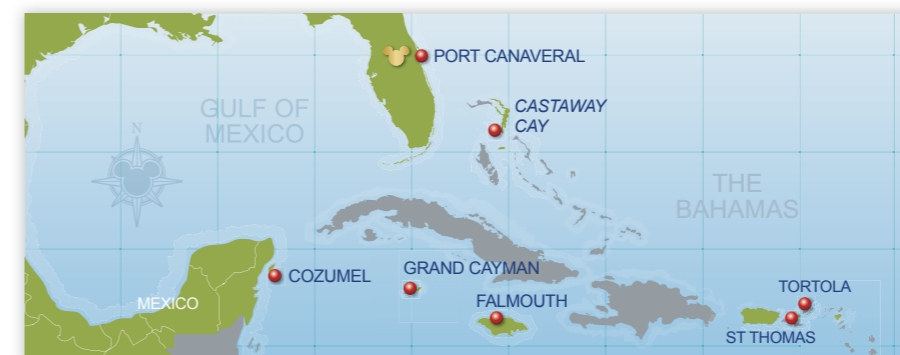 PORT CANAVERAL
CASTAWAY
CAY
GULF OF
MEXICO
N
THE
BAHAMAS
COZUMEL
GRAND CAYMAN
MEXICO
FALMOUTH
TORTOLA
ST THOMAS